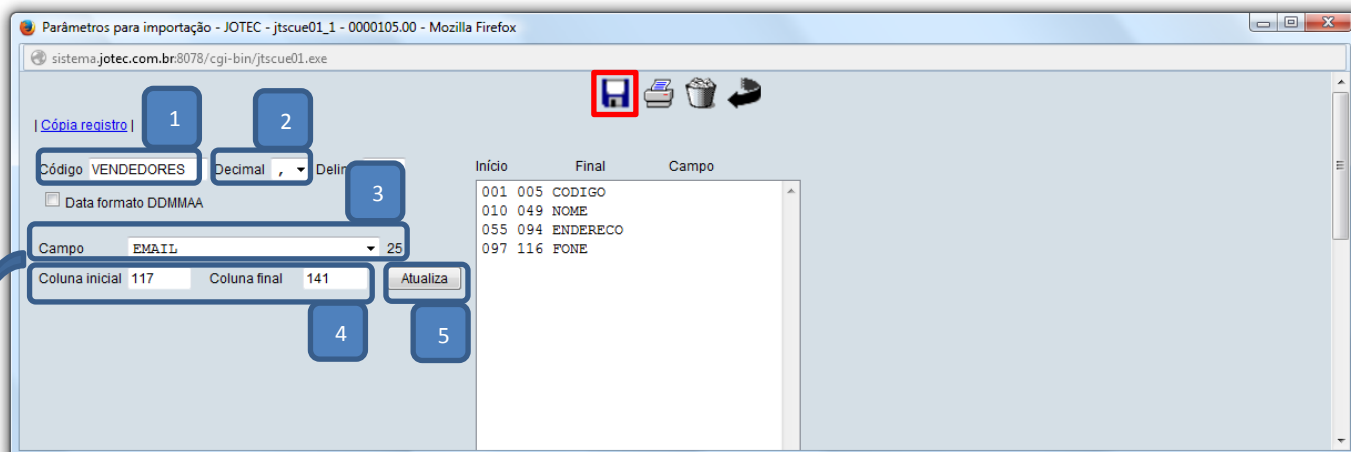 Parâmetros para importação - JOTEC - jtscue01_1 - 0000105.00 - Mozilla Firefox
sistema.jotec.com.br:8078/cgi-bin/jtscue01.exe
| Cópia registro |
1
2
Código VENDEDORES Decimal , Delim
3
Data formato DDMMAA
Campo EMAIL 25
Coluna inicial 117 Coluna final 141 Atualiza
4
5
Início Final Campo
001 005 CODIGO
010 049 NOME
055 094 ENDERECO
097 116 FONE